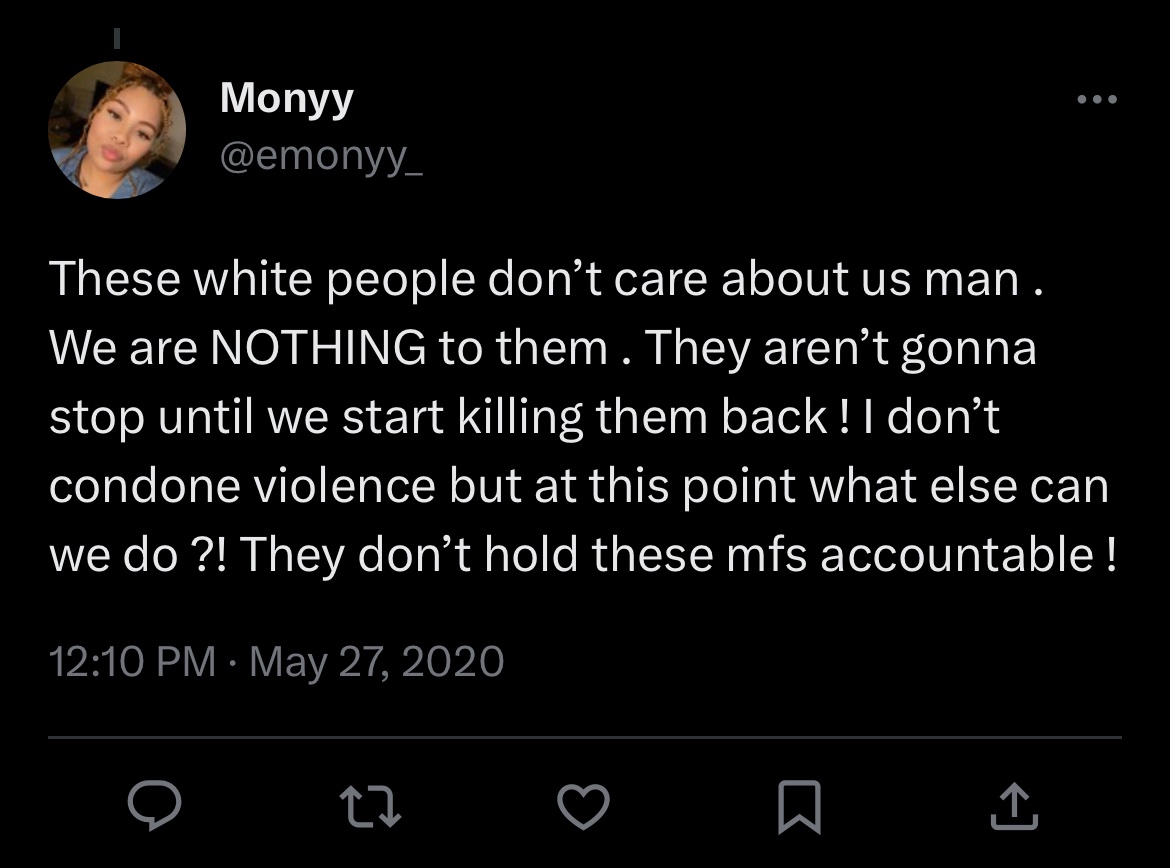 Monyy
@emonyy_
These white people don’t care about us man .
We are NOTHING to them . They aren’t gonna
stop until we start killing them back ! I don’t
condone violence but at this point what else can
we do ?! They don’t hold these mfs accountable !
12:10 PM · May 27, 2020